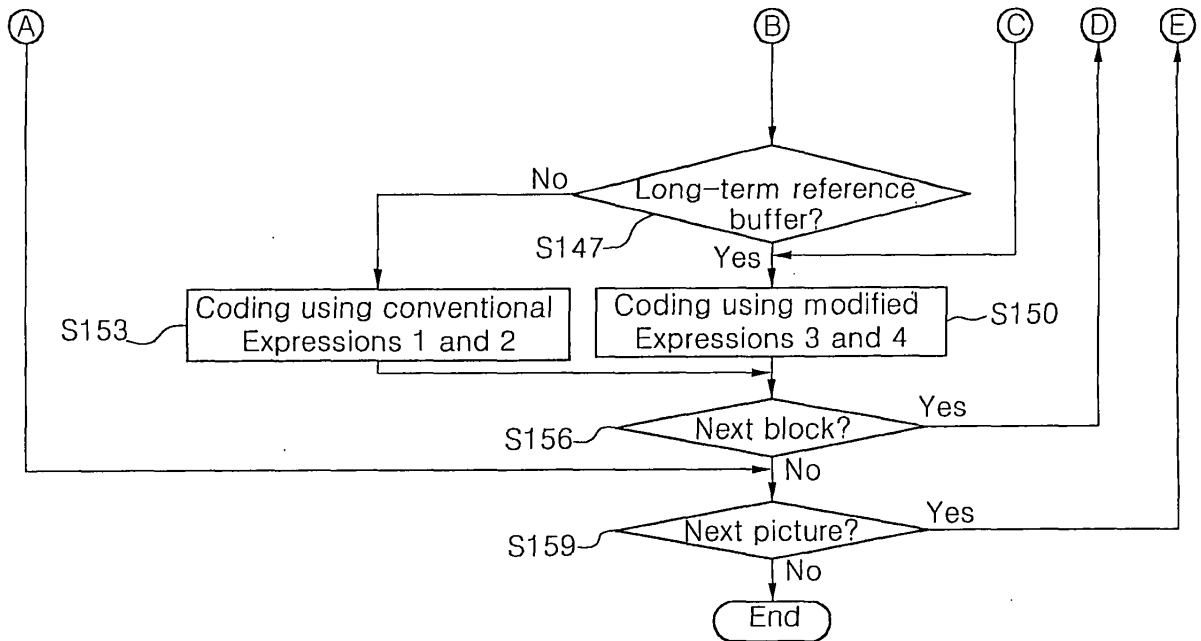 A
B
C
D
E
No
Long-term reference
buffer?
S147
Yes
S153
Coding using conventional
Expressions 1 and 2
Coding using modified
Expressions 3 and 4
S150
Yes
S156
Next block?
No
Yes
S159
Next picture?
No
End